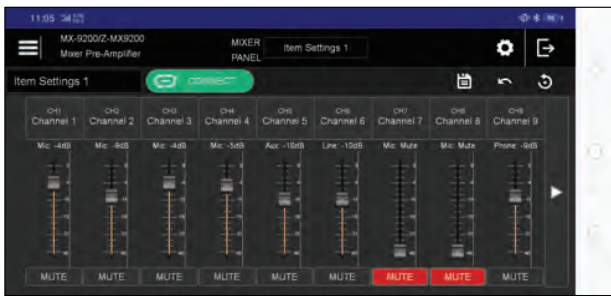 11:05
MX-9200/Z-MX9200
Mixer Pre-Amplifier
MIXER PANEL
Item Settings 1
Item Settings 1
CONNECT
CH1 CH2 CH3 CH4 CH5 CH6 CH7 CH8 CH9
Channel 1 Channel 2 Channel 3 Channel 4 Channel 5 Channel 6 Channel 7 Channel 8 Channel 9
Mic: -4dB Mic: -9dB Mic: -4dB Mic: -5dB Aux: -10dB Line: -10dB Mic: Mute Mic: Mute Phone: -9dB
MUTE MUTE MUTE MUTE MUTE MUTE MUTE MUTE MUTE